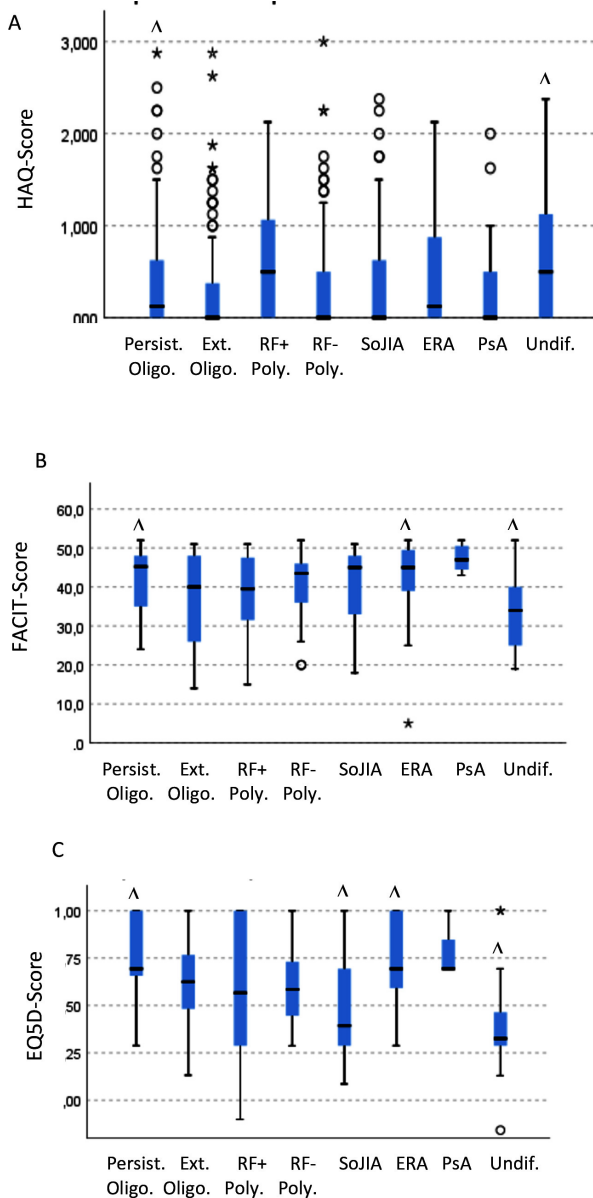 A
HAQ-Score
3,000
2,000
1,000
,000
Persist. Ext. RF+ RF- SoJIA ERA PsA Undif.
Oligo. Oligo. Poly. Poly.
B
FACIT-Score
60,0
50,0
40,0
30,0
20,0
10,0
,0
Persist. Ext. RF+ RF- SoJIA ERA PsA Undif.
Oligo. Oligo. Poly. Poly.
C
EQ5D-Score
1,00
,75
,50
,25
,00
Persist. Ext. RF+ RF- SoJIA ERA PsA Undif.
Oligo. Oligo. Poly. Poly.